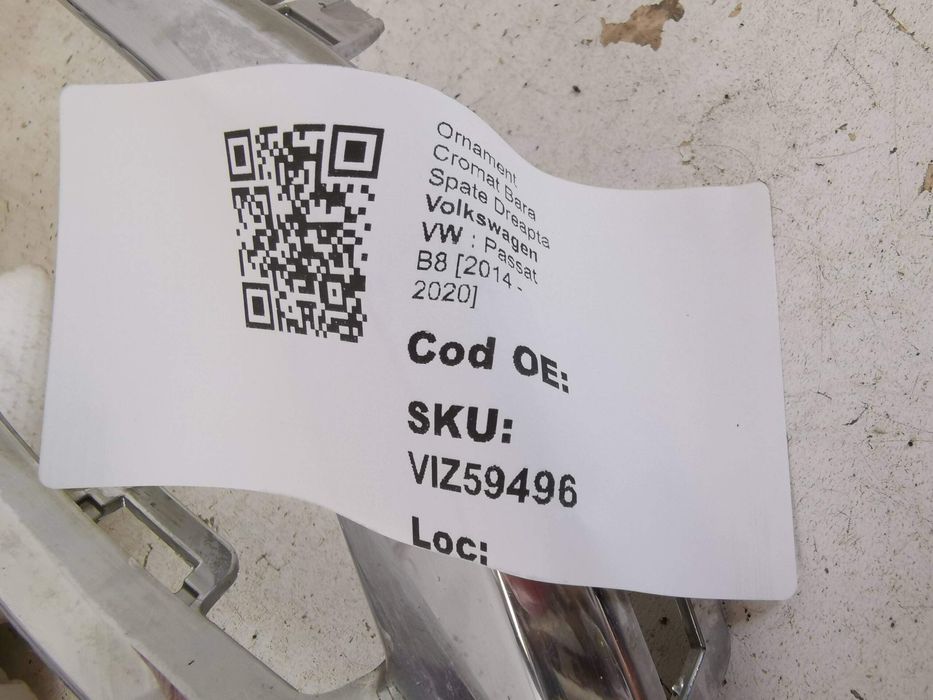 Ornament
Cromat Bara
Spate Dreapta
Volkswagen
VW : Passat
B8 [2014 -
2020]
Cod OE:
SKU:
VIZ59496
Loc: